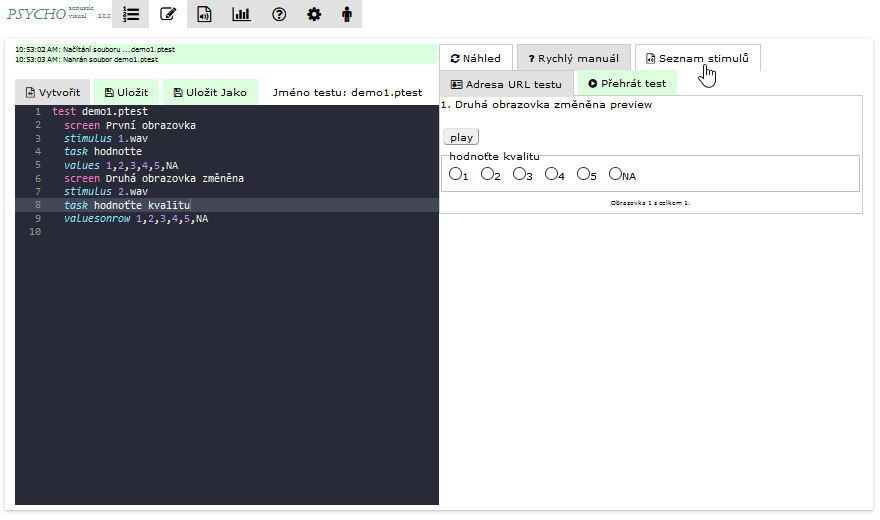 PSYCHO acoustic visual 2.0.2
10:53:02 AM: Načítání souboru ...demo1.ptest
10:53:03 AM: Nahrán soubor demo1.ptest
Vytvořit Uložit Uložit Jako Jméno testu: demo1.ptest
1 test demo1.ptest
2 screen První obrazovka
3 stimulus 1.wav
4 task hodnotte
5 values 1,2,3,4,5,NA
6 screen Druhá obrazovka změněna
7 stimulus 2.wav
8 task hodnoťte kvalitu
9 valuesonrow 1,2,3,4,5,NA
10
Náhled ? Rychlý manuál Seznam stimulů
Adresa URL testu Přehrát test
1. Druhá obrazovka změněna preview
play
hodnoťte kvalitu
1 2 3 4 5 NA
Obrazovka 1 z celkem 1.